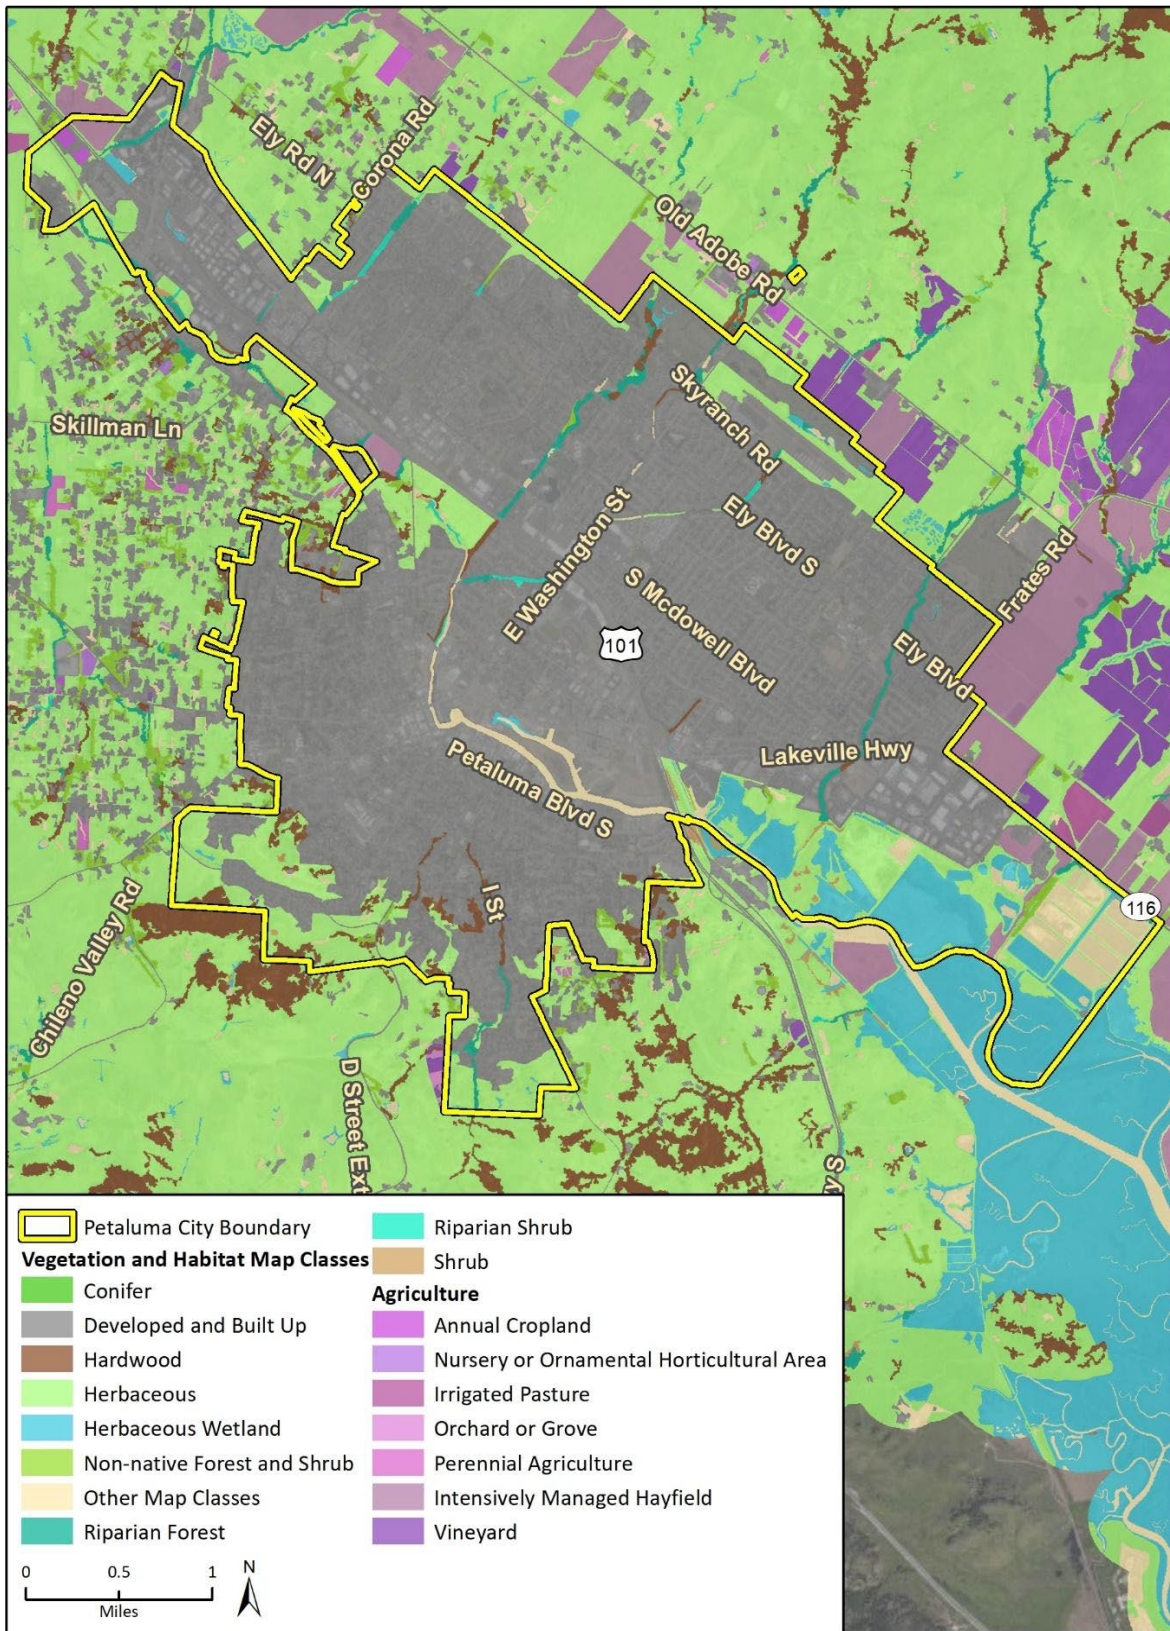 Ely Rd N
Corona Rd
Old Adobe Rd
Skillman Ln
Skyranch Rd
E Washington St
Ely Blvd S
Frates Rd
S Mcdowell Blvd
101
Ely Blvd
Lakeville Hwy
Petaluma Blvd S
I St
116
Chileno Valley Rd
D Street Ext
y S
Petaluma City Boundary
Vegetation and Habitat Map Classes
Conifer
Developed and Built Up
Hardwood
Herbaceous
Herbaceous Wetland
Non-native Forest and Shrub
Other Map Classes
Riparian Forest
Riparian Shrub
Shrub
Agriculture
Annual Cropland
Nursery or Ornamental Horticultural Area
Irrigated Pasture
Orchard or Grove
Perennial Agriculture
Intensively Managed Hayfield
Vineyard
0 0.5 1
Miles
N